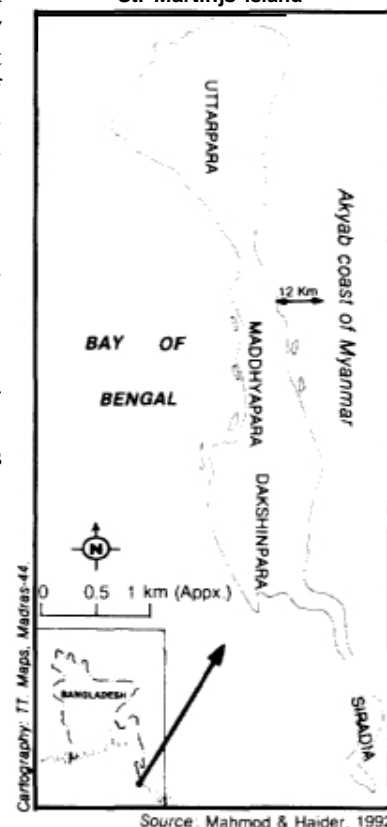 St. Martin's Island
UTTARPARA
Akyab coast of Myanmar
12 Km
BAY OF
BENGAL
MADDHYAPARA
DAKSHINPARA
N
0 0.5 1 km (Appx.)
BANGLADESH
SIRADIA
Cartography: TT. Maps, Madras-44.
Source: Mahmod & Haider, 1992